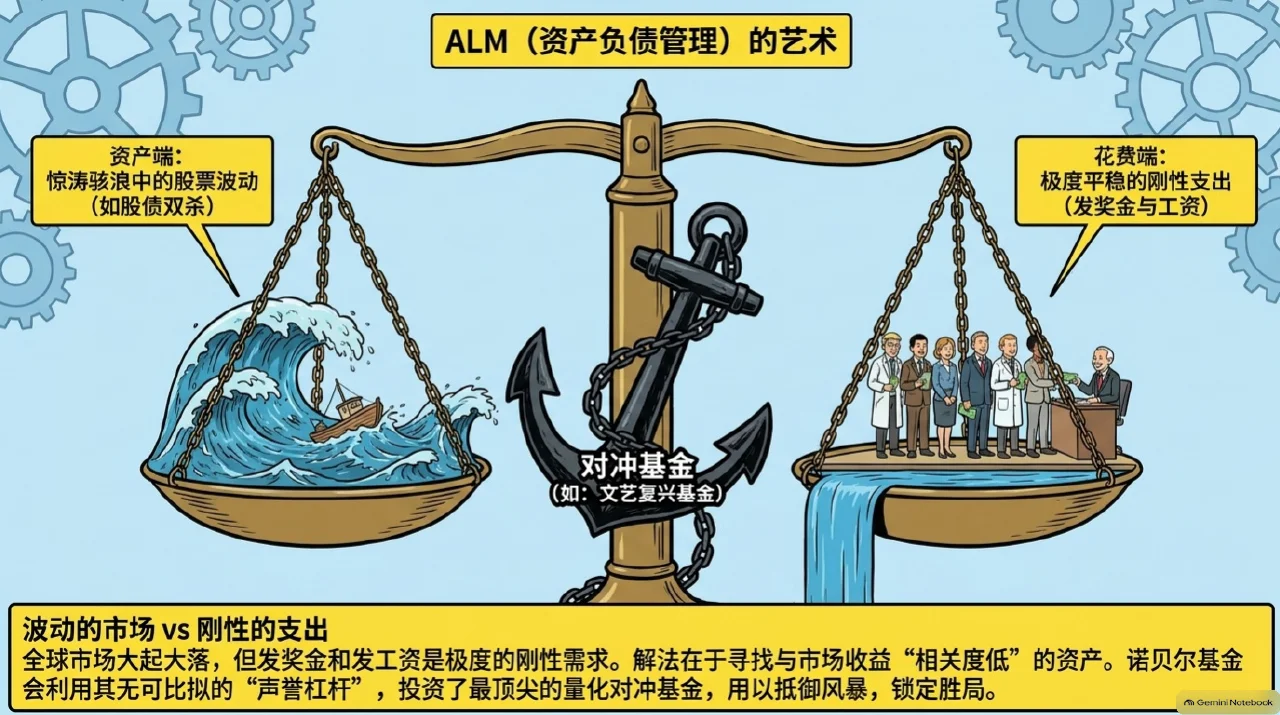 ALM（资产负债管理）的艺术
资产端：
惊涛骇浪中的股票波动
（如股债双杀）
花费端：
极度平稳的刚性支出
（发奖金与工资）
对冲基金
（如：文艺复兴基金）
波动的市场 vs 刚性的支出
全球市场大起大落，但发奖金和发工资是极度的刚性需求。解法在于寻找与市场收益“相关度低”的资产。诺贝尔基金
会利用其无可比拟的“声誉杠杆”，投资了最顶尖的量化对冲基金，用以抵御风暴，锁定胜局。
Gemini Notebook